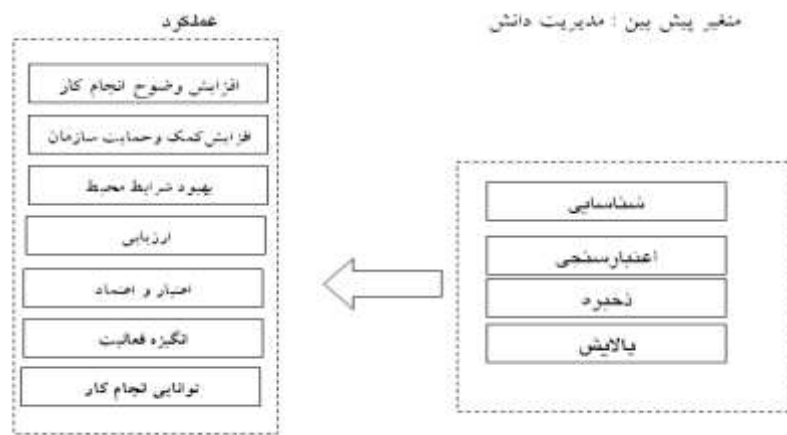 متغیر پیش بین : مدیریت دانش
شناسایی
اعتبارسنجی
ذخیره
پالایش
عملکرد
افزایش وضوح انجام کار
افزایش کمک وحمایت سازمان
بهبود شرایط محیط
ارزیابی
اعتبار و اعتماد
انگیزه فعالیت
توانایی انجام کار